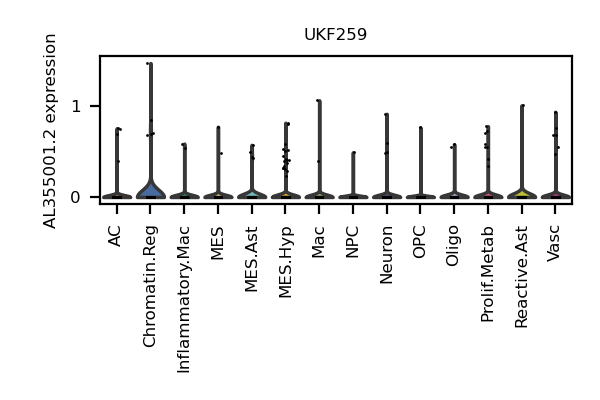 UKF259
AL355001.2 expression
1
0
AC
Chromatin.Reg
Inflammatory.Mac
MES
MES.Ast
MES.Hyp
Mac
NPC
Neuron
OPC
Oligo
Prolif.Metab
Reactive.Ast
Vasc